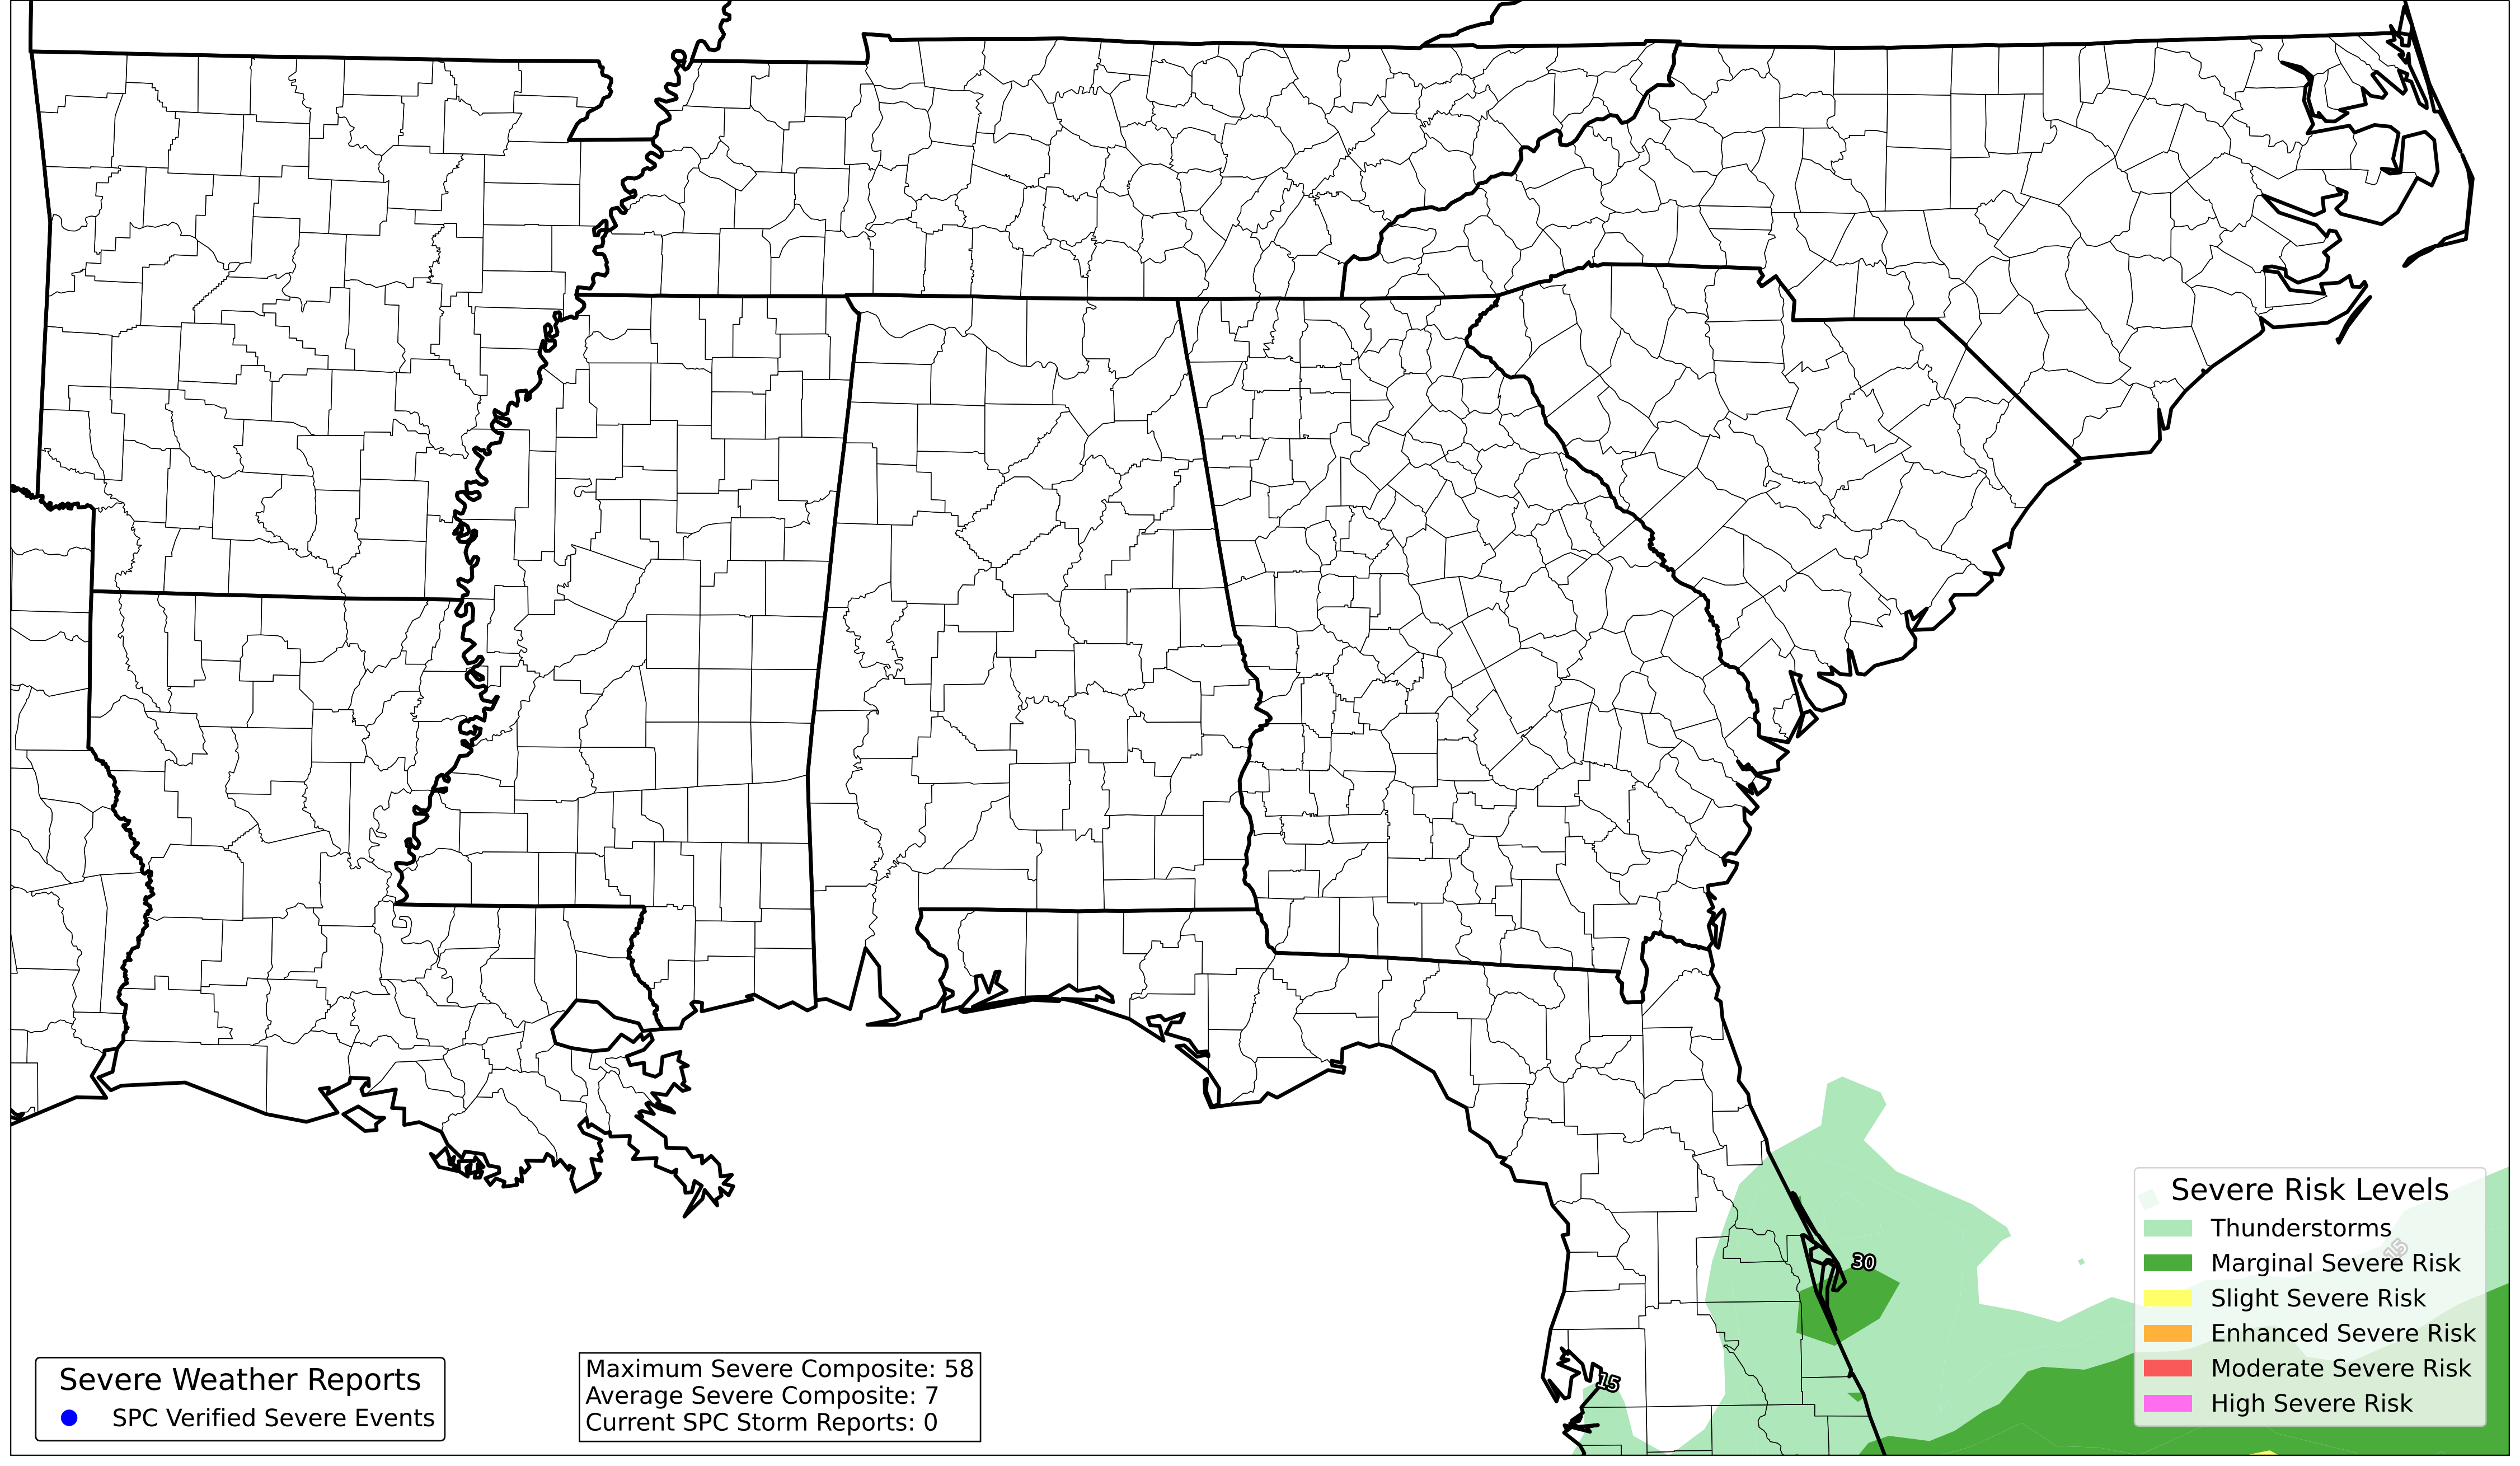 30
15
15
Severe Risk Levels
Thunderstorms
Marginal Severe Risk
Slight Severe Risk
Enhanced Severe Risk
Moderate Severe Risk
High Severe Risk
Severe Weather Reports
SPC Verified Severe Events
Maximum Severe Composite: 58
Average Severe Composite: 7
Current SPC Storm Reports: 0